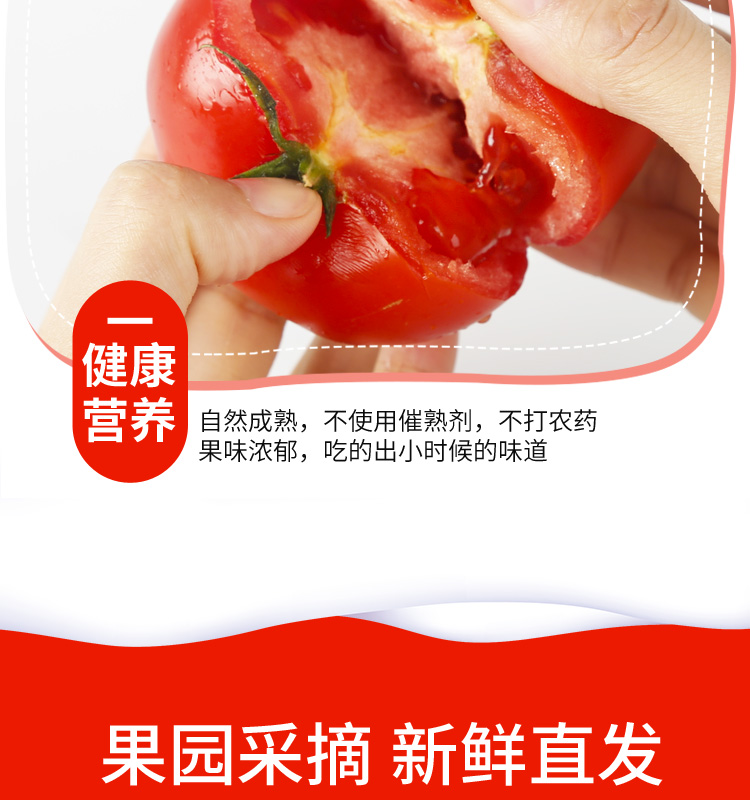 一
健康
营养
自然成熟，不使用催熟剂，不打农药
果味浓郁，吃的出小时候的味道
果园采摘 新鲜直发